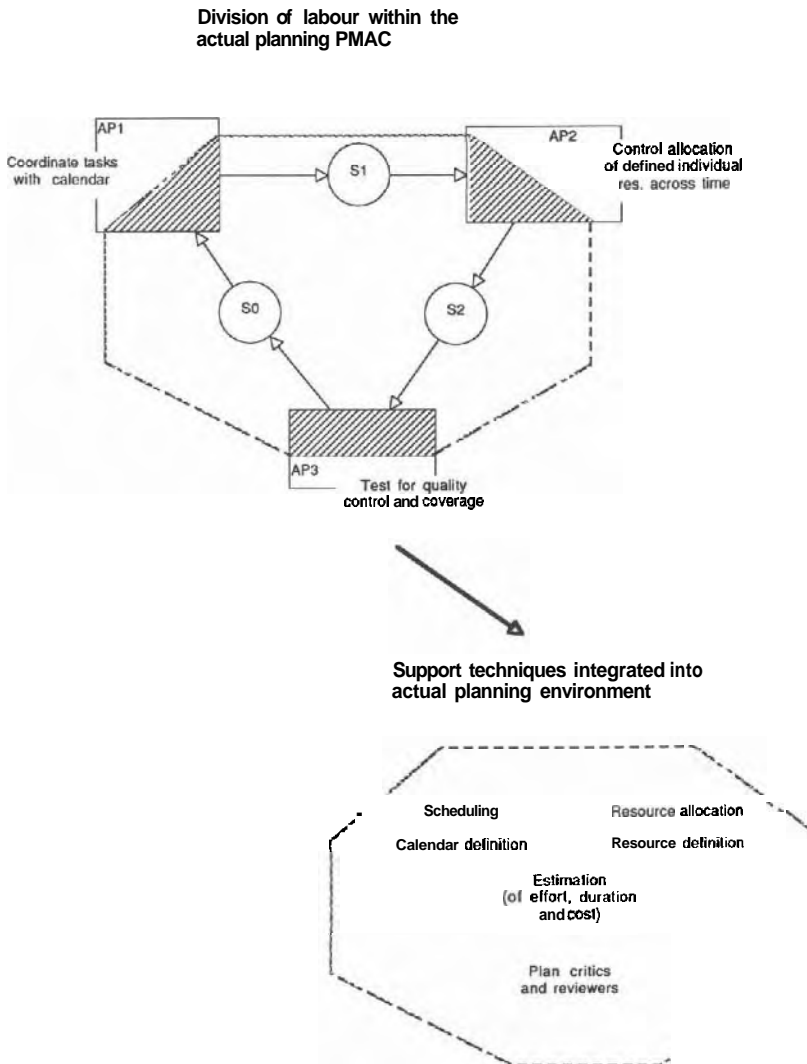 Division of labour within the
actual planning PMAC
AP1
Coordinate tasks
with calendar
S1
AP2
Control allocation
of defined individual
res. across time
S0
S2
AP3
Test for quality
control and coverage
Support techniques integrated into
actual planning environment
Scheduling
Resource allocation
Calendar definition
Resource definition
Estimation
(of effort, duration
and cost)
Plan critics
and reviewers